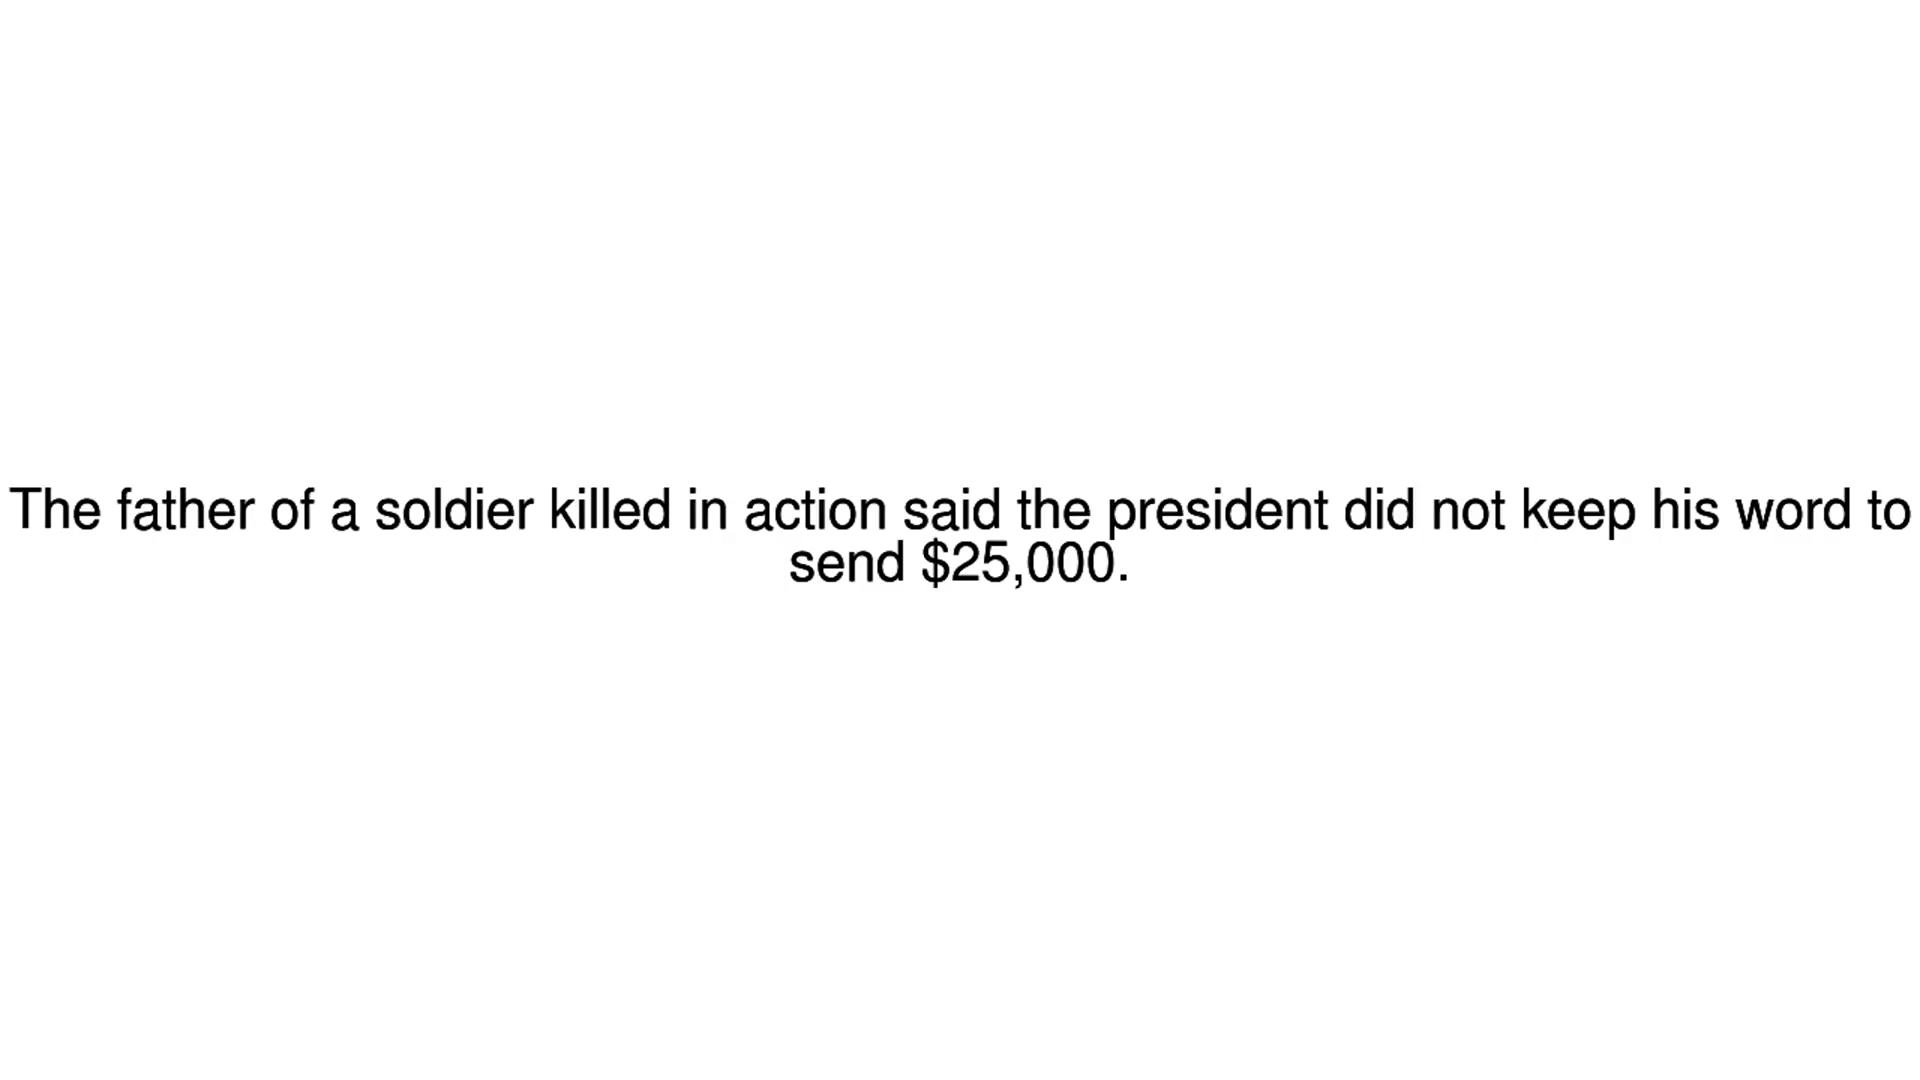 The father of a soldier killed in action said the president did not keep his word to
send $25,000.